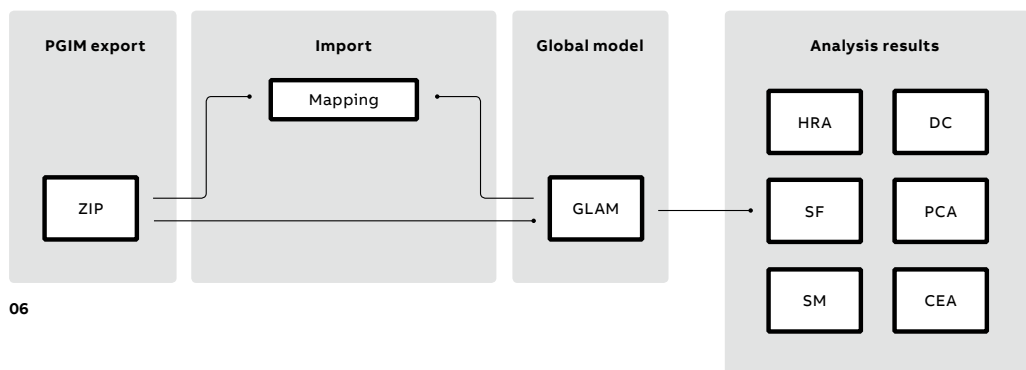 PGIM export
Import
Global model
Analysis results
Mapping
ZIP
GLAM
HRA
DC
SF
PCA
SM
CEA
06